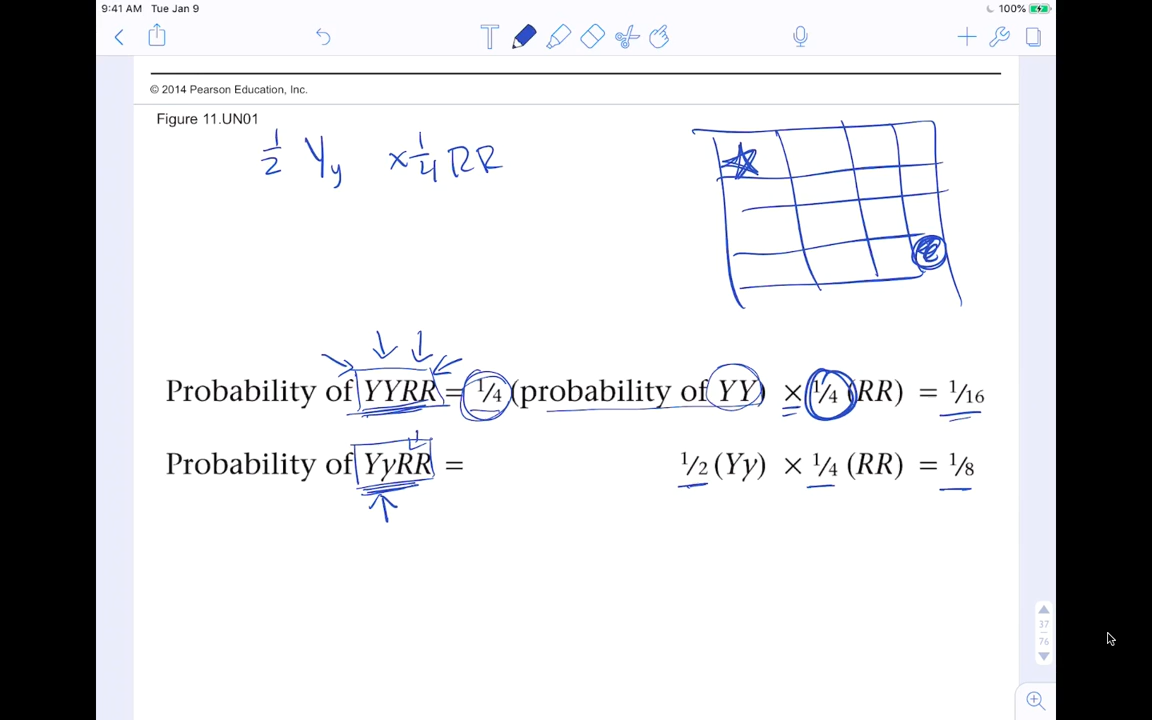 9:41 AM Tue Jan 9 100%
T
© 2014 Pearson Education, Inc.
Figure 11.UN01
1/2 Yy × 1/4 RR
Probability of YYRR = 1/4 (probability of YY) × 1/4 (RR) = 1/16
Probability of YyRR = 1/2 (Yy) × 1/4 (RR) = 1/8
37
76